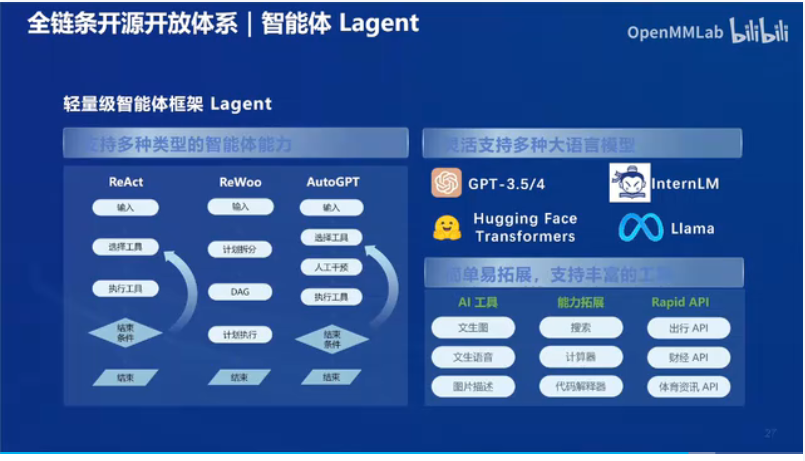 全链条开源开放体系 | 智能体 Lagent
OpenMMLab bilibili
轻量级智能体框架 Lagent
支持多种类型的智能体能力
ReAct
输入
选择工具
执行工具
结束
条件
结束
ReWoo
输入
计划拆分
DAG
计划执行
结束
AutoGPT
输入
选择工具
人工干预
执行工具
结束
条件
结束
灵活支持多种大语言模型
GPT-3.5/4
InternLM
Hugging Face
Transformers
Llama
简单易拓展，支持丰富的工
AI 工具
文生图
文生语音
图片描述
能力拓展
搜索
计算器
代码解释器
Rapid API
出行 API
财经 API
体育资讯 API
27